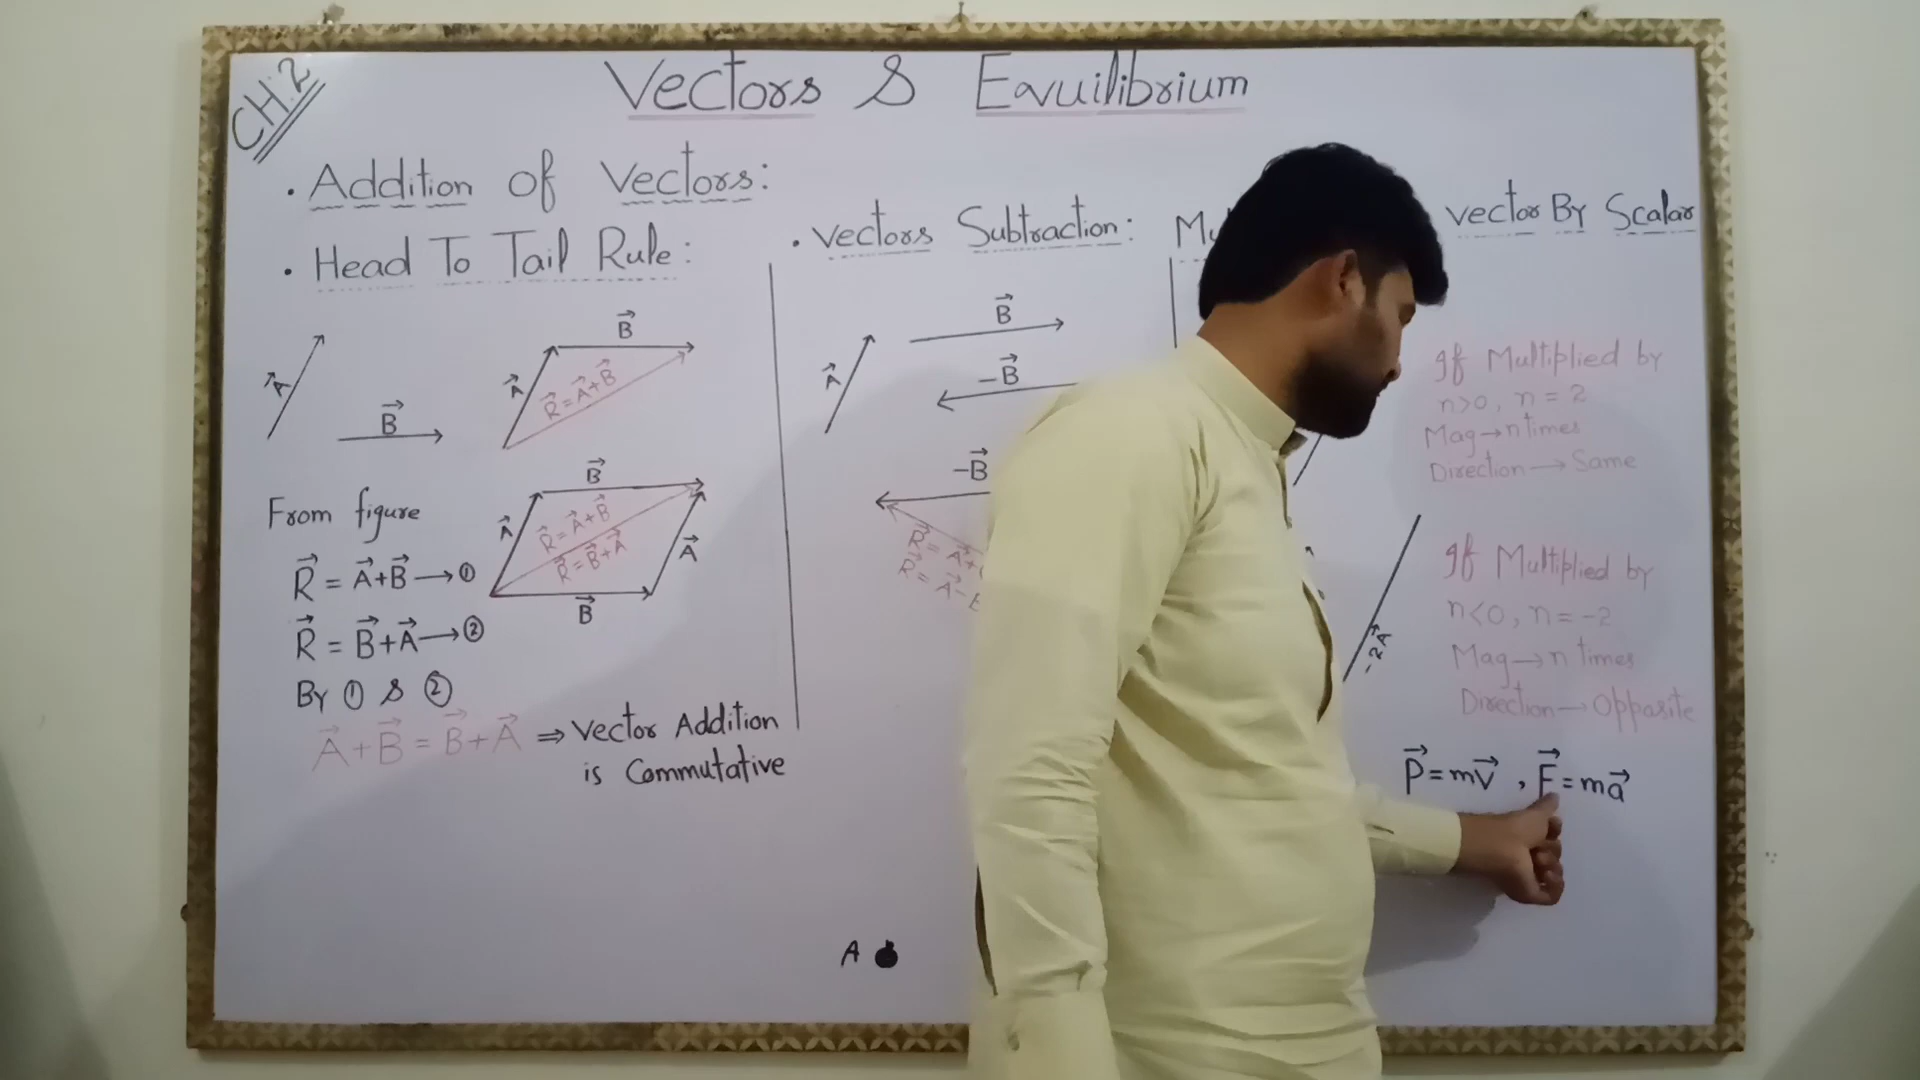 CH:2
Vectors & Eavuilibrium
• Addition of Vectors:
• Head To Tail Rule:
A⃗
B⃗
B⃗
A⃗
R⃗ = A⃗+B⃗
From figure
R⃗ = A⃗+B⃗ → ①
R⃗ = B⃗+A⃗ → ②
By ① & ②
A⃗+B⃗ = B⃗+A⃗ ⇒ Vector Addition
is Commutative
B⃗
A⃗
R⃗ = A⃗+B⃗
R⃗ = B⃗+A⃗
A⃗
B⃗
• Vectors Subtraction:
B⃗
A⃗
-B⃗
-B⃗
R⃗ = A⃗+
R⃗ = A⃗-
A
vector By Scalar
If Multiplied by
n>0, n = 2
Mag→n times
Direction → Same
-2A⃗
If Multiplied by
n<0, n = -2
Mag→n times
Direction→Opposite
P⃗=mV⃗ , F⃗=ma⃗